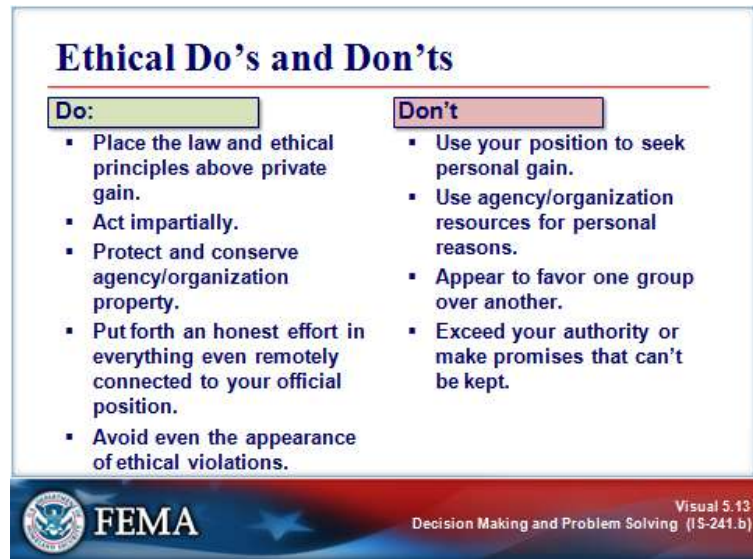 Ethical Do’s and Don’ts
Do:
▪ Place the law and ethical
principles above private
gain.
▪ Act impartially.
▪ Protect and conserve
agency/organization
property.
▪ Put forth an honest effort in
everything even remotely
connected to your official
position.
▪ Avoid even the appearance
of ethical violations.
Don’t
▪ Use your position to seek
personal gain.
▪ Use agency/organization
resources for personal
reasons.
▪ Appear to favor one group
over another.
▪ Exceed your authority or
make promises that can’t
be kept.
FEMA
Visual 5.13
Decision Making and Problem Solving (IS-241.b)